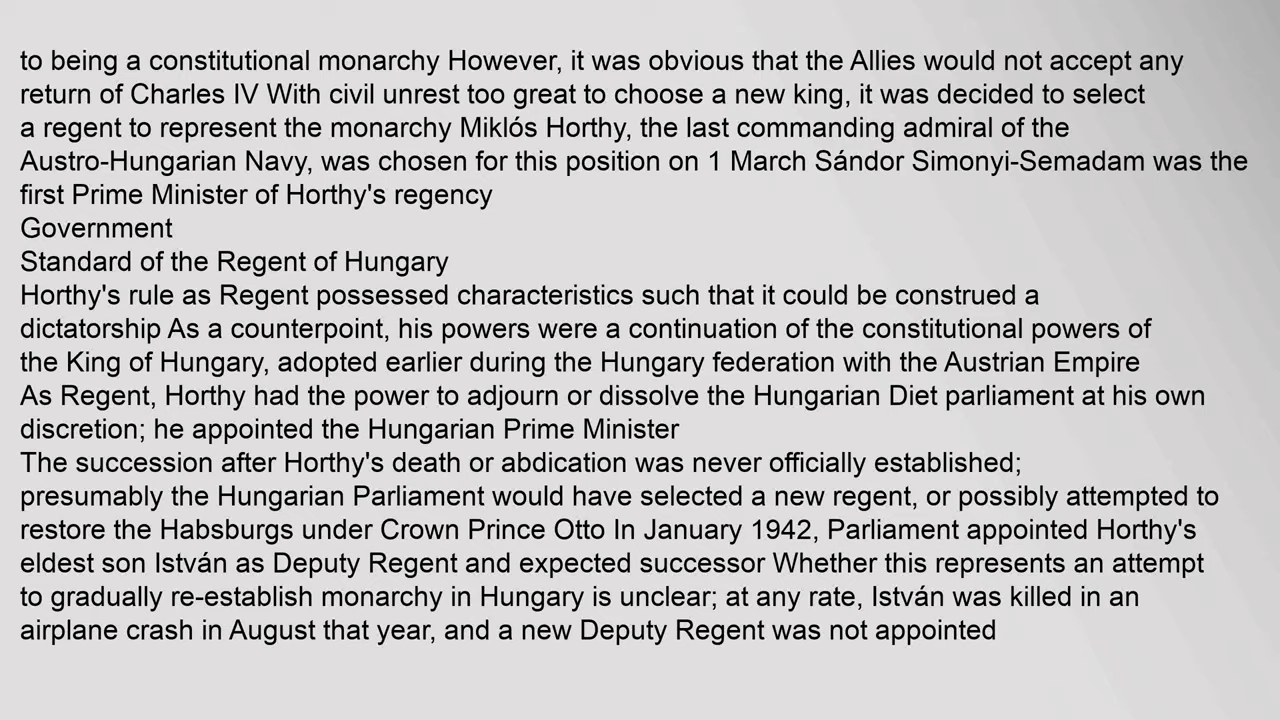 to being a constitutional monarchy However, it was obvious that the Allies would not accept any
return of Charles IV With civil unrest too great to choose a new king, it was decided to select
a regent to represent the monarchy Miklós Horthy, the last commanding admiral of the
Austro-Hungarian Navy, was chosen for this position on 1 March Sándor Simonyi-Semadam was the
first Prime Minister of Horthy's regency
Government
Standard of the Regent of Hungary
Horthy's rule as Regent possessed characteristics such that it could be construed a
dictatorship As a counterpoint, his powers were a continuation of the constitutional powers of
the King of Hungary, adopted earlier during the Hungary federation with the Austrian Empire
As Regent, Horthy had the power to adjourn or dissolve the Hungarian Diet parliament at his own
discretion; he appointed the Hungarian Prime Minister
The succession after Horthy's death or abdication was never officially established;
presumably the Hungarian Parliament would have selected a new regent, or possibly attempted to
restore the Habsburgs under Crown Prince Otto In January 1942, Parliament appointed Horthy's
eldest son István as Deputy Regent and expected successor Whether this represents an attempt
to gradually re-establish monarchy in Hungary is unclear; at any rate, István was killed in an
airplane crash in August that year, and a new Deputy Regent was not appointed